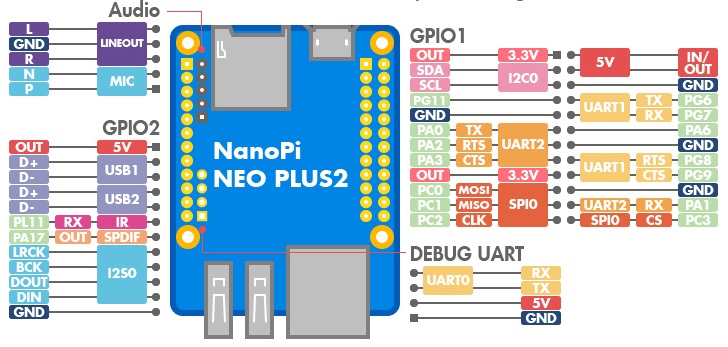 Audio
L LINEOUT
GND
R
N MIC
P
GPIO2
OUT 5V
D+ USB1
D-
D+ USB2
D-
PL11 RX IR
PA17 OUT SPDIF
LRCK I2S0
BCK
DOUT
DIN
GND
NanoPi
NEO PLUS2
GPIO1
OUT 3.3V 5V IN/OUT
SDA I2C0
SCL GND
PG11 UART1 TX PG6
GND RX PG7
PA0 TX UART2 PA6
PA2 RTS GND
PA3 CTS UART1 RTS PG8
OUT 3.3V CTS PG9
PC0 MOSI SPI0 GND
PC1 MISO UART2 RX PA1
PC2 CLK SPI0 CS PC3
DEBUG UART
UART0 RX
TX
5V
GND